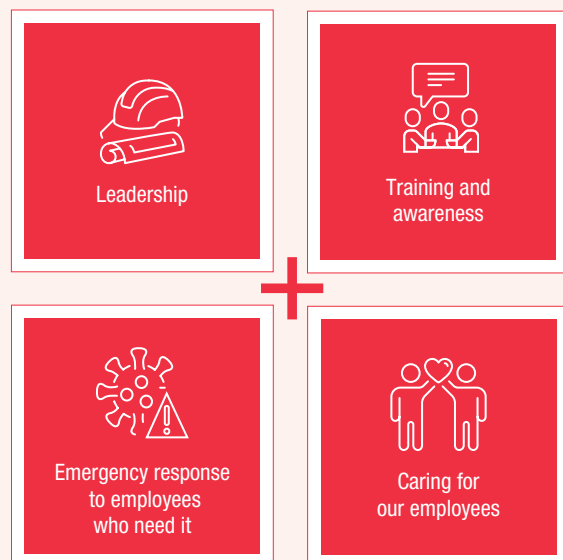 Leadership
Training and
awareness
Emergency response
to employees
who need it
Caring for
our employees